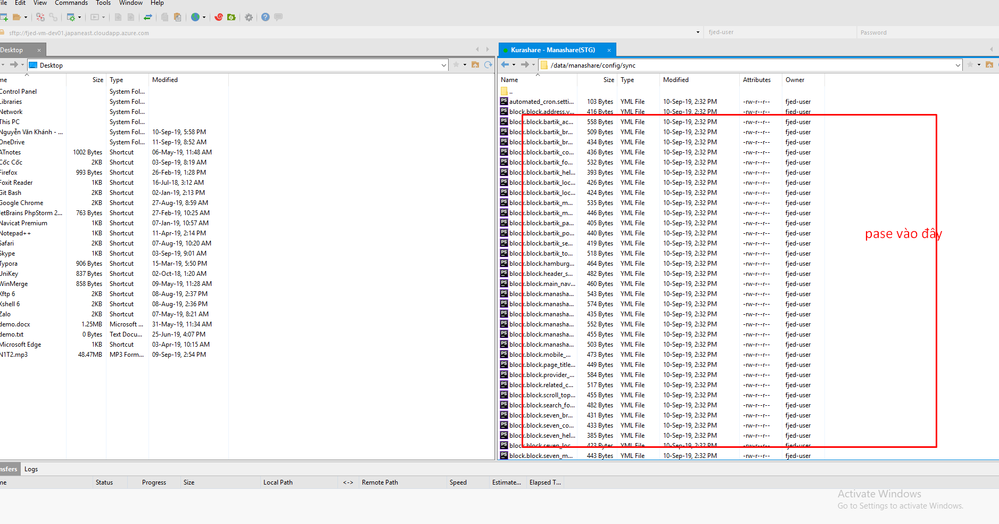 File Edit View Commands Tools Window Help
sftp://fjed-vm-dev01.japaneast.cloudapp.azure.com fjed-user Password
Desktop × Kurashare - Manashare(STG) ×
Desktop /data/manashare/config/sync
me Size Type Modified
Control Panel System Fol...
Libraries System Fol...
Network System Fol...
This PC System Fol...
Nguyễn Văn Khánh - ... System Fol... 10-Sep-19, 5:58 PM
OneDrive System Fol... 11-Sep-19, 8:52 AM
ATnotes 1002 Bytes Shortcut 06-May-19, 11:48 AM
Cốc Cốc 2KB Shortcut 03-Sep-19, 8:19 AM
Firefox 993 Bytes Shortcut 26-Feb-19, 1:28 PM
Foxit Reader 1KB Shortcut 16-Jul-18, 3:12 AM
Git Bash 2KB Shortcut 02-Jan-19, 2:13 PM
Google Chrome 2KB Shortcut 27-Aug-19, 8:59 AM
JetBrains PhpStorm 2... 763 Bytes Shortcut 27-Feb-19, 10:25 AM
Navicat Premium 1KB Shortcut 07-Jan-19, 10:57 AM
Notepad++ 1KB Shortcut 11-Apr-19, 2:14 PM
Safari 2KB Shortcut 07-Aug-19, 10:20 AM
Skype 1KB Shortcut 03-Sep-19, 9:01 AM
Typora 906 Bytes Shortcut 15-Mar-19, 5:50 PM
UniKey 837 Bytes Shortcut 02-Oct-18, 1:20 AM
WinMerge 858 Bytes Shortcut 09-May-19, 11:28 AM
Xftp 6 2KB Shortcut 08-Aug-19, 2:37 PM
Xshell 6 2KB Shortcut 08-Aug-19, 2:36 PM
Zalo 2KB Shortcut 07-May-19, 8:21 AM
demo.docx 1.25MB Microsoft ... 31-May-19, 11:34 AM
demo.txt 0 Bytes Text Docu... 25-Jun-19, 4:07 PM
Microsoft Edge 1KB Shortcut 03-Apr-19, 10:15 AM
N1T2.mp3 48.47MB MP3 Form... 09-Sep-19, 2:54 PM
Name Size Type Modified Attributes Owner
..
automated_cron.setti... 103 Bytes YML File 10-Sep-19, 2:32 PM -rw-r--r-- fjed-user
block.block.address.v... 416 Bytes YML File 10-Sep-19, 2:32 PM -rw-r--r-- fjed-user
block.block.bartik_ac... 558 Bytes YML File 10-Sep-19, 2:32 PM -rw-r--r-- fjed-user
block.block.bartik_br... 509 Bytes YML File 10-Sep-19, 2:32 PM -rw-r--r-- fjed-user
block.block.bartik_br... 434 Bytes YML File 10-Sep-19, 2:32 PM -rw-r--r-- fjed-user
block.block.bartik_co... 436 Bytes YML File 10-Sep-19, 2:32 PM -rw-r--r-- fjed-user
block.block.bartik_fo... 532 Bytes YML File 10-Sep-19, 2:32 PM -rw-r--r-- fjed-user
block.block.bartik_hel... 393 Bytes YML File 10-Sep-19, 2:32 PM -rw-r--r-- fjed-user
block.block.bartik_loc... 426 Bytes YML File 10-Sep-19, 2:32 PM -rw-r--r-- fjed-user
block.block.bartik_loc... 424 Bytes YML File 10-Sep-19, 2:32 PM -rw-r--r-- fjed-user
block.block.bartik_m... 535 Bytes YML File 10-Sep-19, 2:32 PM -rw-r--r-- fjed-user
block.block.bartik_m... 446 Bytes YML File 10-Sep-19, 2:32 PM -rw-r--r-- fjed-user
block.block.bartik_pa... 405 Bytes YML File 10-Sep-19, 2:32 PM -rw-r--r-- fjed-user
block.block.bartik_po... 440 Bytes YML File 10-Sep-19, 2:32 PM -rw-r--r-- fjed-user
block.block.bartik_se... 419 Bytes YML File 10-Sep-19, 2:32 PM -rw-r--r-- fjed-user
block.block.bartik_to... 518 Bytes YML File 10-Sep-19, 2:32 PM -rw-r--r-- fjed-user
block.block.hamburg... 464 Bytes YML File 10-Sep-19, 2:32 PM -rw-r--r-- fjed-user
block.block.header_s... 482 Bytes YML File 10-Sep-19, 2:32 PM -rw-r--r-- fjed-user
block.block.main_nav... 460 Bytes YML File 10-Sep-19, 2:32 PM -rw-r--r-- fjed-user
block.block.manasha... 543 Bytes YML File 10-Sep-19, 2:32 PM -rw-r--r-- fjed-user
block.block.manasha... 574 Bytes YML File 10-Sep-19, 2:32 PM -rw-r--r-- fjed-user
block.block.manasha... 435 Bytes YML File 10-Sep-19, 2:32 PM -rw-r--r-- fjed-user
block.block.manasha... 552 Bytes YML File 10-Sep-19, 2:32 PM -rw-r--r-- fjed-user
block.block.manasha... 455 Bytes YML File 10-Sep-19, 2:32 PM -rw-r--r-- fjed-user
block.block.manasha... 503 Bytes YML File 10-Sep-19, 2:32 PM -rw-r--r-- fjed-user
block.block.mobile_... 473 Bytes YML File 10-Sep-19, 2:32 PM -rw-r--r-- fjed-user
block.block.page_title... 449 Bytes YML File 10-Sep-19, 2:32 PM -rw-r--r-- fjed-user
block.block.provider_... 584 Bytes YML File 10-Sep-19, 2:32 PM -rw-r--r-- fjed-user
block.block.related_c... 517 Bytes YML File 10-Sep-19, 2:32 PM -rw-r--r-- fjed-user
block.block.scroll_top... 455 Bytes YML File 10-Sep-19, 2:32 PM -rw-r--r-- fjed-user
block.block.search_fo... 482 Bytes YML File 10-Sep-19, 2:32 PM -rw-r--r-- fjed-user
block.block.seven_br... 431 Bytes YML File 10-Sep-19, 2:32 PM -rw-r--r-- fjed-user
block.block.seven_co... 433 Bytes YML File 10-Sep-19, 2:32 PM -rw-r--r-- fjed-user
block.block.seven_hel... 385 Bytes YML File 10-Sep-19, 2:32 PM -rw-r--r-- fjed-user
block.block.seven_loc... 423 Bytes YML File 10-Sep-19, 2:32 PM -rw-r--r-- fjed-user
block.block.seven_m... 443 Bytes YML File 10-Sep-19, 2:32 PM -rw-r--r-- fjed-user
pase vào đây
nsfers Logs
me Status Progress Size Local Path <-> Remote Path Speed Estimate... Elapsed T...
Activate Windows
Go to Settings to activate Windows.